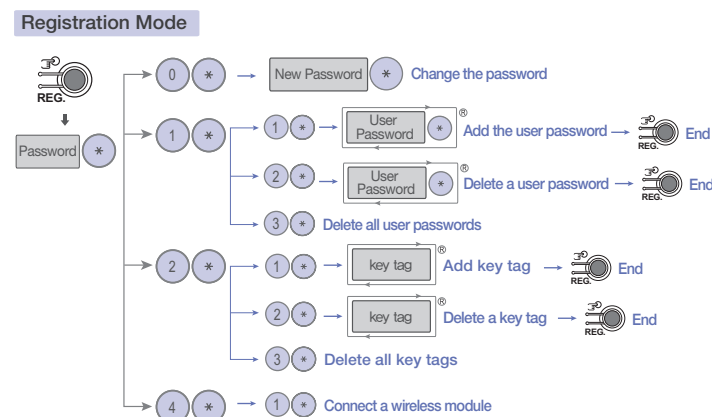 Registration Mode
REG.
Password *
0 * New Password * Change the password
1 *
1 * User Password * ® Add the user password REG. End
2 * User Password * ® Delete a user password REG. End
3 * Delete all user passwords
2 *
1 * key tag ® Add key tag REG. End
2 * key tag ® Delete a key tag REG. End
3 * Delete all key tags
4 * 1 * Connect a wireless module